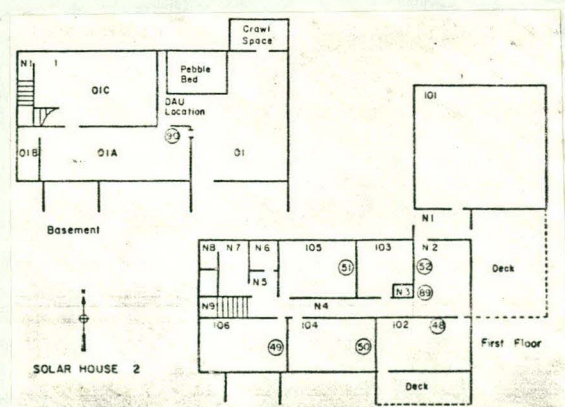 Crawl
Space
N1
1
01C
Pebble
Bed
DAU
Location
90
01B
01A
01
Basement
101
N1
N8
N7
N6
105
103
N2
51
52
N5
N3
89
Deck
N9
N4
106
104
102
48
49
50
First Floor
Deck
N
SOLAR HOUSE 2